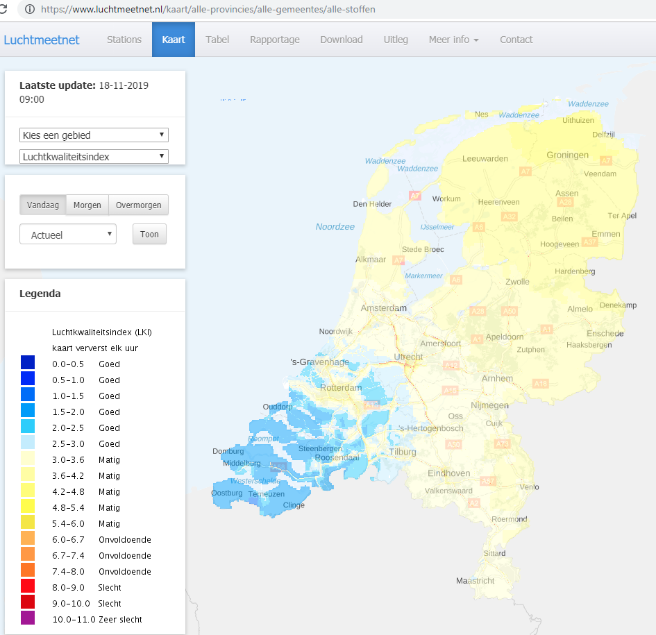 https://www.luchtmeetnet.nl/kaart/alle-provincies/alle-gemeentes/alle-stoffen
Luchtmeetnet Stations Kaart Tabel Rapportage Download Uitleg Meer info Contact
Laatste update: 18-11-2019
09:00
Kies een gebied
Luchtkwaliteitsindex
Vandaag Morgen Overmorgen
Actueel Toon
Legenda
Luchtkwaliteitsindex (LKI)
kaart ververst elk uur
0.0-0.5 Goed
0.5-1.0 Goed
1.0-1.5 Goed
1.5-2.0 Goed
2.0-2.5 Goed
2.5-3.0 Goed
3.0-3.6 Matig
3.6-4.2 Matig
4.2-4.8 Matig
4.8-5.4 Matig
5.4-6.0 Matig
6.0-6.7 Onvoldoende
6.7-7.4 Onvoldoende
7.4-8.0 Onvoldoende
8.0-9.0 Slecht
9.0-10.0 Slecht
10.0-11.0 Zeer slecht
Waddenzee
Nes Waddenzee
Uithuizen
Delfzijl
Groningen
Waddenzee Leeuwarden
Waddenzee
Veendam
Assen
Den Helder
Workum
Heerenveen
Beilen
Ter Apel
Noordzee
IJsselmeer
Emmen
Stede Broec
Hoogeveen
Alkmaar
Markermeer
Hardenberg
Zwolle
Amsterdam
Almelo
Denekamp
Noordwijk
Amersfoort
Apeldoorn
Enschede
Haaksbergen
Zutphen
's-Gravenhage
Utrecht
Arnhem
Rotterdam
Ouddorp
Nijmegen
Oss
Cuijk
's-Hertogenbosch
Roompot
Domburg
Steenbergen
Roosendaal
Tilburg
Middelburg
Westerschelde
Eindhoven
Oostburg
Terneuzen
Valkenswaard
Venlo
Clinge
Roermond
Sittard
Maastricht